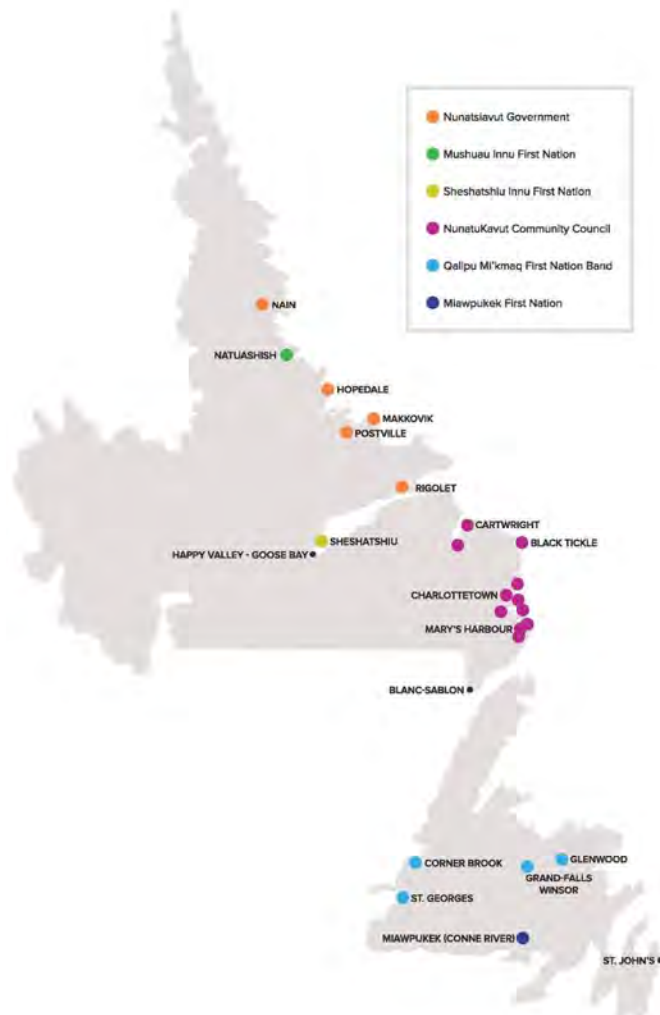 Nunatsiavut Government
Mushuau Innu First Nation
Sheshatshiu Innu First Nation
NunatuKavut Community Council
Qalipu Mi'kmaq First Nation Band
Miawpukek First Nation
NAIN
NATUASHISH
HOPEDALE
MAKKOVIK
POSTVILLE
RIGOLET
CARTWRIGHT
SHESHATSHIU
BLACK TICKLE
HAPPY VALLEY - GOOSE BAY
CHARLOTTETOWN
MARY'S HARBOUR
BLANC-SABLON
CORNER BROOK
GLENWOOD
GRAND-FALLS
WINSOR
ST. GEORGES
MIAWPUKEK (CONNE RIVER)
ST. JOHN'S